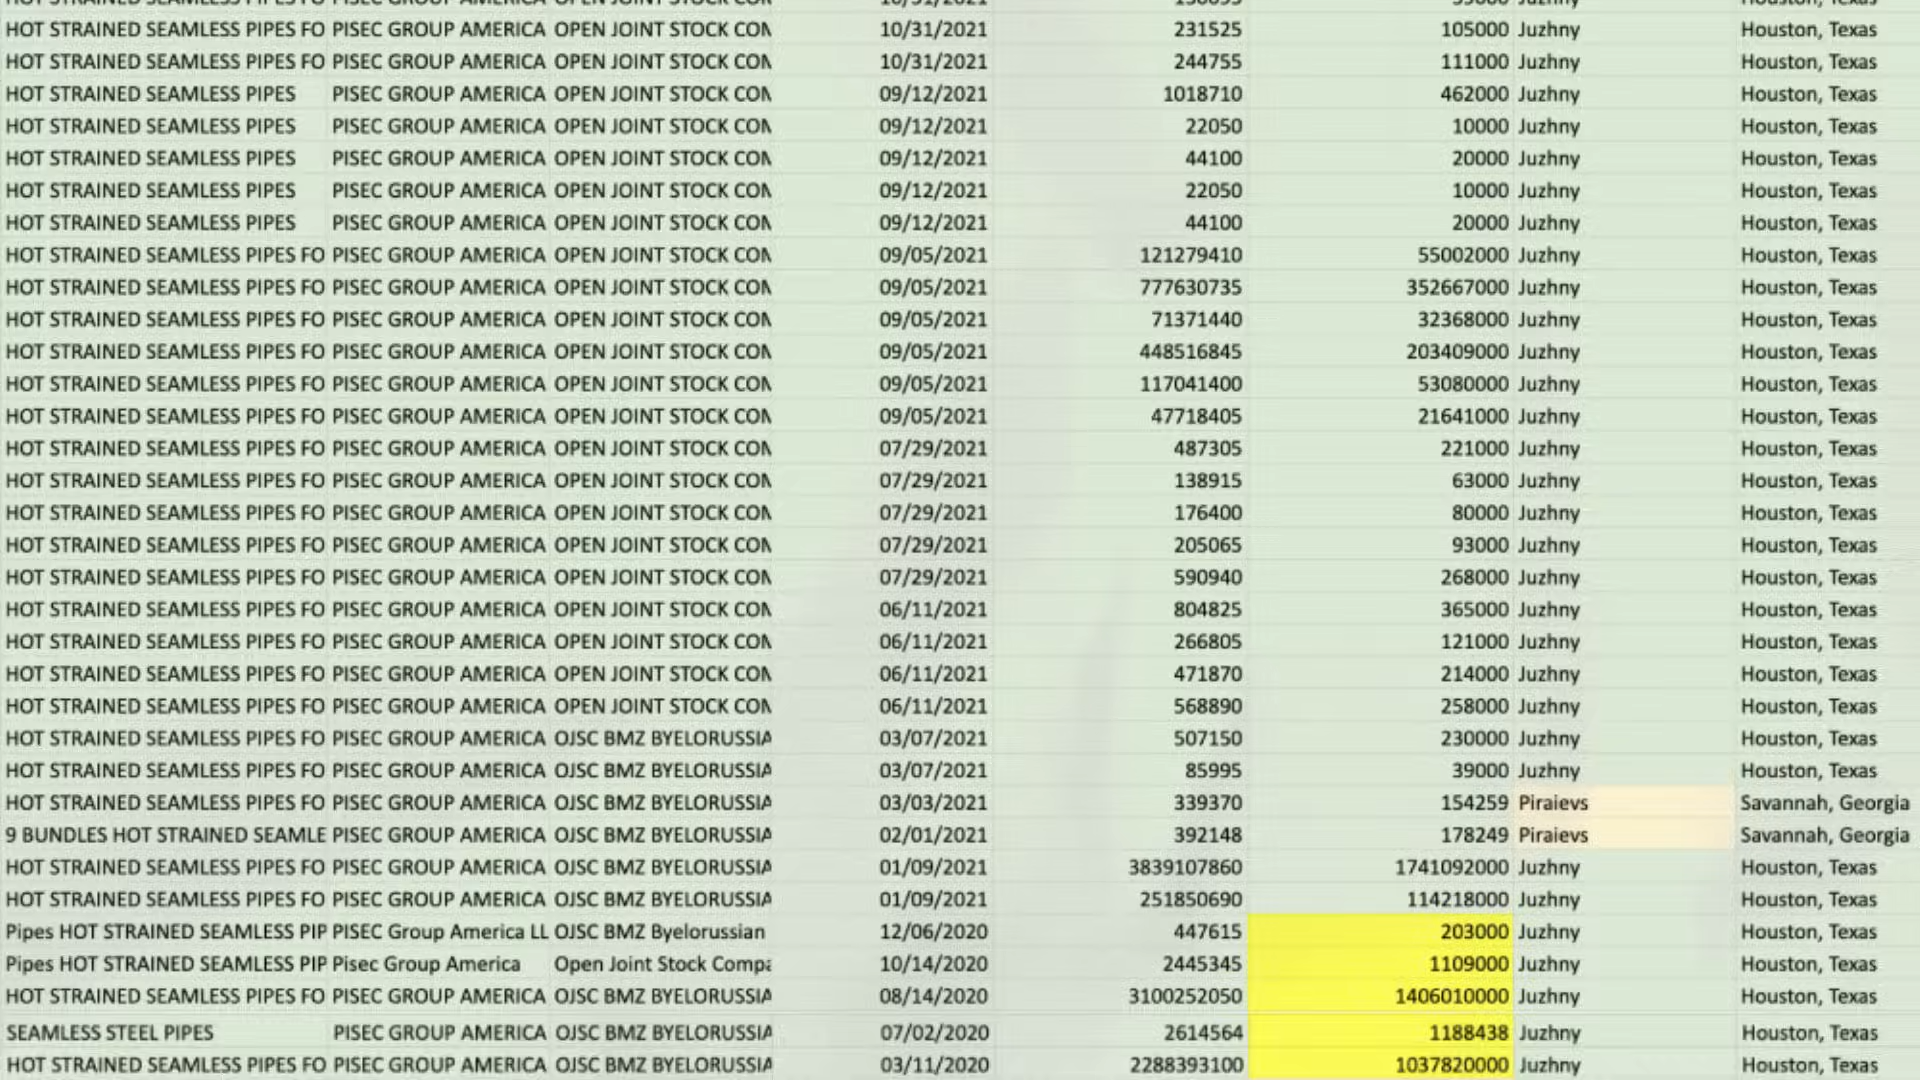 HOT STRAINED SEAMLESS PIPES FO PISEC GROUP AMERICA OPEN JOINT STOCK COM 10/31/2021 231525 105000 Juzhny Houston, Texas
HOT STRAINED SEAMLESS PIPES FO PISEC GROUP AMERICA OPEN JOINT STOCK COM 10/31/2021 244755 111000 Juzhny Houston, Texas
HOT STRAINED SEAMLESS PIPES PISEC GROUP AMERICA OPEN JOINT STOCK COM 09/12/2021 1018710 462000 Juzhny Houston, Texas
HOT STRAINED SEAMLESS PIPES PISEC GROUP AMERICA OPEN JOINT STOCK COM 09/12/2021 22050 10000 Juzhny Houston, Texas
HOT STRAINED SEAMLESS PIPES PISEC GROUP AMERICA OPEN JOINT STOCK COM 09/12/2021 44100 20000 Juzhny Houston, Texas
HOT STRAINED SEAMLESS PIPES PISEC GROUP AMERICA OPEN JOINT STOCK COM 09/12/2021 22050 10000 Juzhny Houston, Texas
HOT STRAINED SEAMLESS PIPES PISEC GROUP AMERICA OPEN JOINT STOCK COM 09/12/2021 44100 20000 Juzhny Houston, Texas
HOT STRAINED SEAMLESS PIPES FO PISEC GROUP AMERICA OPEN JOINT STOCK COM 09/05/2021 121279410 55002000 Juzhny Houston, Texas
HOT STRAINED SEAMLESS PIPES FO PISEC GROUP AMERICA OPEN JOINT STOCK COM 09/05/2021 777630735 352667000 Juzhny Houston, Texas
HOT STRAINED SEAMLESS PIPES FO PISEC GROUP AMERICA OPEN JOINT STOCK COM 09/05/2021 71371440 32368000 Juzhny Houston, Texas
HOT STRAINED SEAMLESS PIPES FO PISEC GROUP AMERICA OPEN JOINT STOCK COM 09/05/2021 448516845 203409000 Juzhny Houston, Texas
HOT STRAINED SEAMLESS PIPES FO PISEC GROUP AMERICA OPEN JOINT STOCK COM 09/05/2021 117041400 53080000 Juzhny Houston, Texas
HOT STRAINED SEAMLESS PIPES FO PISEC GROUP AMERICA OPEN JOINT STOCK COM 09/05/2021 47718405 21641000 Juzhny Houston, Texas
HOT STRAINED SEAMLESS PIPES FO PISEC GROUP AMERICA OPEN JOINT STOCK COM 07/29/2021 487305 221000 Juzhny Houston, Texas
HOT STRAINED SEAMLESS PIPES FO PISEC GROUP AMERICA OPEN JOINT STOCK COM 07/29/2021 138915 63000 Juzhny Houston, Texas
HOT STRAINED SEAMLESS PIPES FO PISEC GROUP AMERICA OPEN JOINT STOCK COM 07/29/2021 176400 80000 Juzhny Houston, Texas
HOT STRAINED SEAMLESS PIPES FO PISEC GROUP AMERICA OPEN JOINT STOCK COM 07/29/2021 205065 93000 Juzhny Houston, Texas
HOT STRAINED SEAMLESS PIPES FO PISEC GROUP AMERICA OPEN JOINT STOCK COM 07/29/2021 590940 268000 Juzhny Houston, Texas
HOT STRAINED SEAMLESS PIPES FO PISEC GROUP AMERICA OPEN JOINT STOCK COM 06/11/2021 804825 365000 Juzhny Houston, Texas
HOT STRAINED SEAMLESS PIPES FO PISEC GROUP AMERICA OPEN JOINT STOCK COM 06/11/2021 266805 121000 Juzhny Houston, Texas
HOT STRAINED SEAMLESS PIPES FO PISEC GROUP AMERICA OPEN JOINT STOCK COM 06/11/2021 471870 214000 Juzhny Houston, Texas
HOT STRAINED SEAMLESS PIPES FO PISEC GROUP AMERICA OPEN JOINT STOCK COM 06/11/2021 568890 258000 Juzhny Houston, Texas
HOT STRAINED SEAMLESS PIPES FO PISEC GROUP AMERICA OJSC BMZ BYELORUSSIA 03/07/2021 507150 230000 Juzhny Houston, Texas
HOT STRAINED SEAMLESS PIPES FO PISEC GROUP AMERICA OJSC BMZ BYELORUSSIA 03/07/2021 85995 39000 Juzhny Houston, Texas
HOT STRAINED SEAMLESS PIPES FO PISEC GROUP AMERICA OJSC BMZ BYELORUSSIA 03/03/2021 339370 154259 Piraievs Savannah, Georgia
9 BUNDLES HOT STRAINED SEAMLE PISEC GROUP AMERICA OJSC BMZ BYELORUSSIA 02/01/2021 392148 178249 Piraievs Savannah, Georgia
HOT STRAINED SEAMLESS PIPES FO PISEC GROUP AMERICA OJSC BMZ BYELORUSSIA 01/09/2021 3839107860 1741092000 Juzhny Houston, Texas
HOT STRAINED SEAMLESS PIPES FO PISEC GROUP AMERICA OJSC BMZ BYELORUSSIA 01/09/2021 251850690 114218000 Juzhny Houston, Texas
Pipes HOT STRAINED SEAMLESS PIP PISEC Group America LL OJSC BMZ Byelorussian 12/06/2020 447615 203000 Juzhny Houston, Texas
Pipes HOT STRAINED SEAMLESS PIP Pisec Group America Open Joint Stock Compa 10/14/2020 2445345 1109000 Juzhny Houston, Texas
HOT STRAINED SEAMLESS PIPES FO PISEC GROUP AMERICA OJSC BMZ BYELORUSSIA 08/14/2020 3100252050 1406010000 Juzhny Houston, Texas
SEAMLESS STEEL PIPES PISEC GROUP AMERICA OJSC BMZ BYELORUSSIA 07/02/2020 2614564 1188438 Juzhny Houston, Texas
HOT STRAINED SEAMLESS PIPES FO PISEC GROUP AMERICA OJSC BMZ BYELORUSSIA 03/11/2020 2288393100 1037820000 Juzhny Houston, Texas